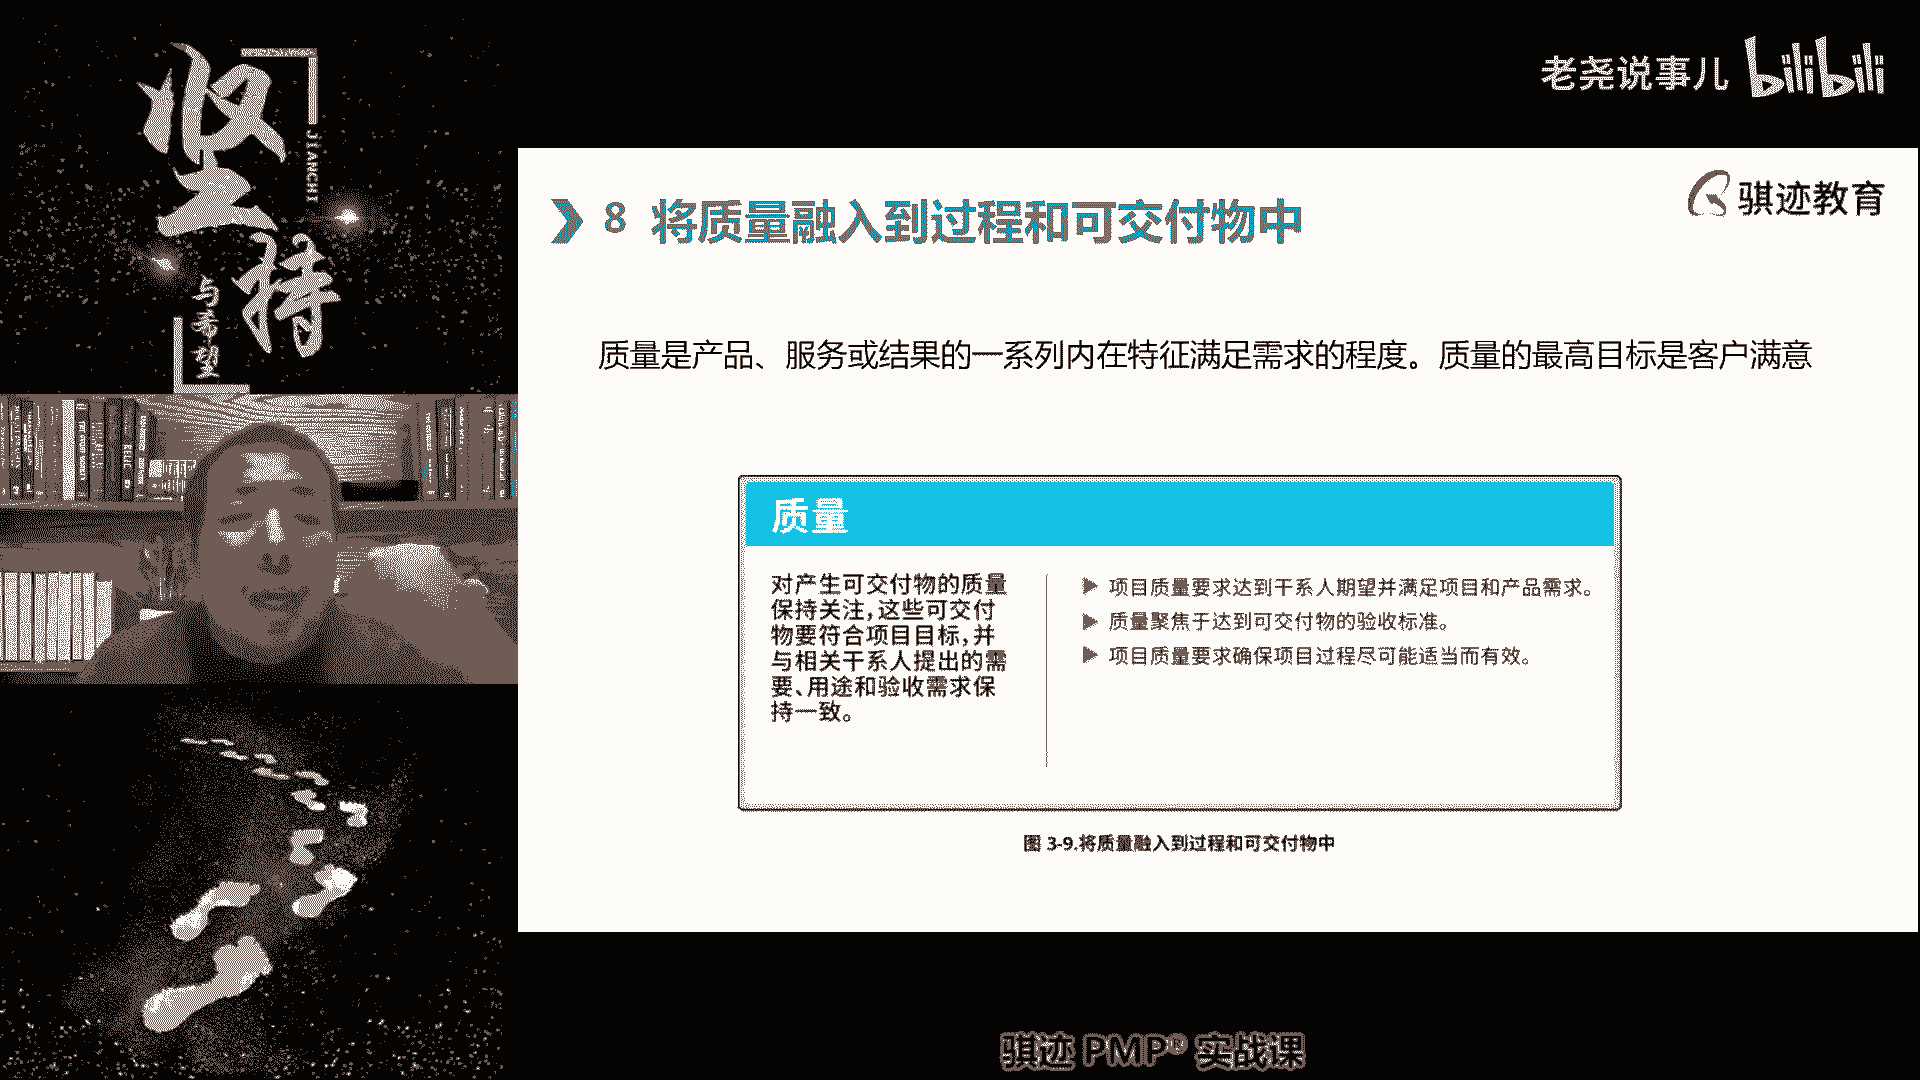 坚持
JIANCHI
与希望
老尧说事儿 bilibili
骐迹教育
8 将质量融入到过程和可交付物中
质量是产品、服务或结果的一系列内在特征满足需求的程度。质量的最高目标是客户满意
质量
对产生可交付物的质量
保持关注，这些可交付
物要符合项目目标，并
与相关干系人提出的需
要、用途和验收需求保
持一致。
▶ 项目质量要求达到干系人期望并满足项目和产品需求。
▶ 质量聚焦于达到可交付物的验收标准。
▶ 项目质量要求确保项目过程尽可能适当而有效。
图 3-9.将质量融入到过程和可交付物中
骐迹 PMP® 实战课